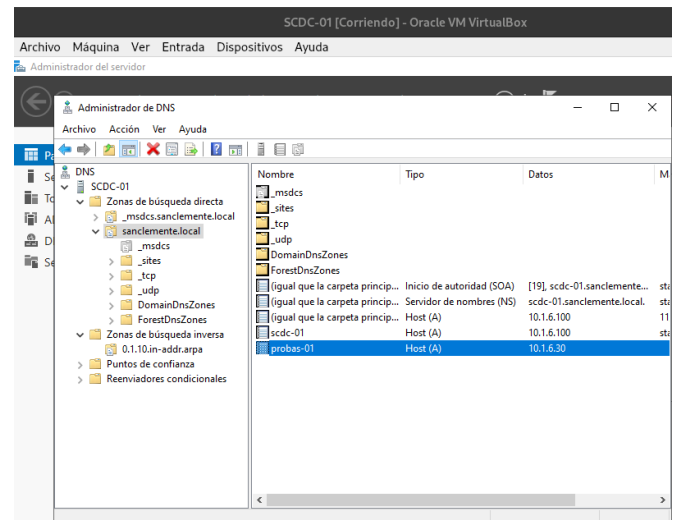 SCDC-01 [Corriendo] - Oracle VM VirtualBox
Archivo Máquina Ver Entrada Dispositivos Ayuda
Administrador del servidor
Administrador de DNS
Archivo Acción Ver Ayuda
DNS
SCDC-01
Zonas de búsqueda directa
_msdcs.sanclemente.local
sanclemente.local
_msdcs
_sites
_tcp
_udp
DomainDnsZones
ForestDnsZones
Zonas de búsqueda inversa
0.1.10.in-addr.arpa
Puntos de confianza
Reenviadores condicionales
Nombre Tipo Datos M
_msdcs
_sites
_tcp
_udp
DomainDnsZones
ForestDnsZones
(igual que la carpeta princip... Inicio de autoridad (SOA) [19], scdc-01.sanclemente... sta
(igual que la carpeta princip... Servidor de nombres (NS) scdc-01.sanclemente.local. sta
(igual que la carpeta princip... Host (A) 10.1.6.100 11
scdc-01 Host (A) 10.1.6.100 sta
probas-01 Host (A) 10.1.6.30